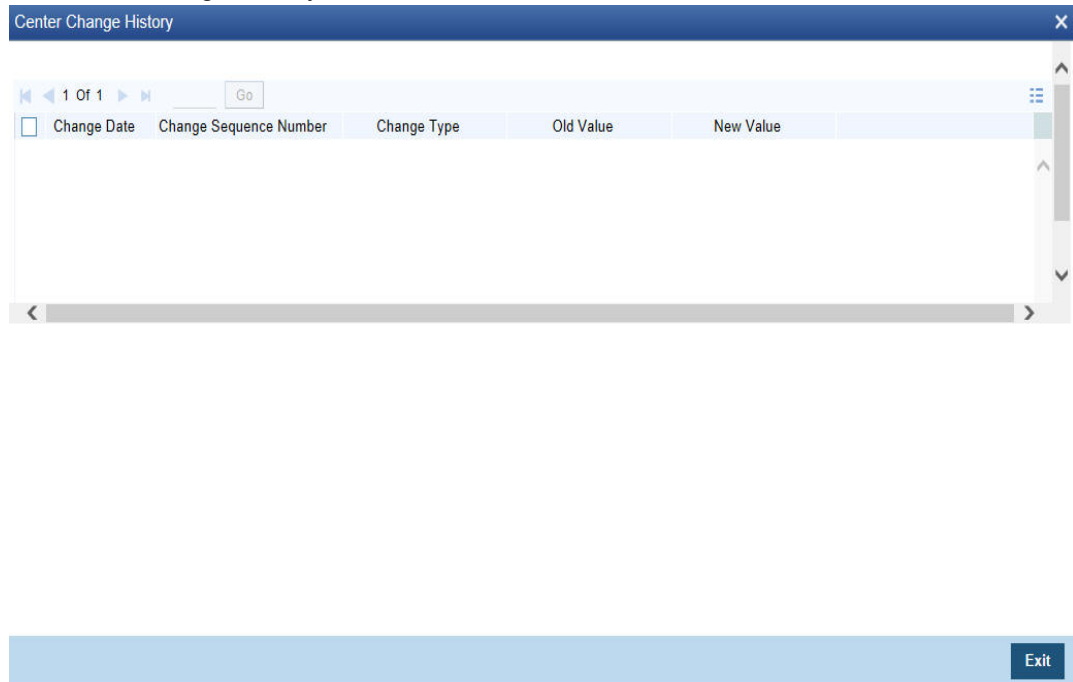 Center Change History
1 Of 1 Go
Change Date Change Sequence Number Change Type Old Value New Value
Exit